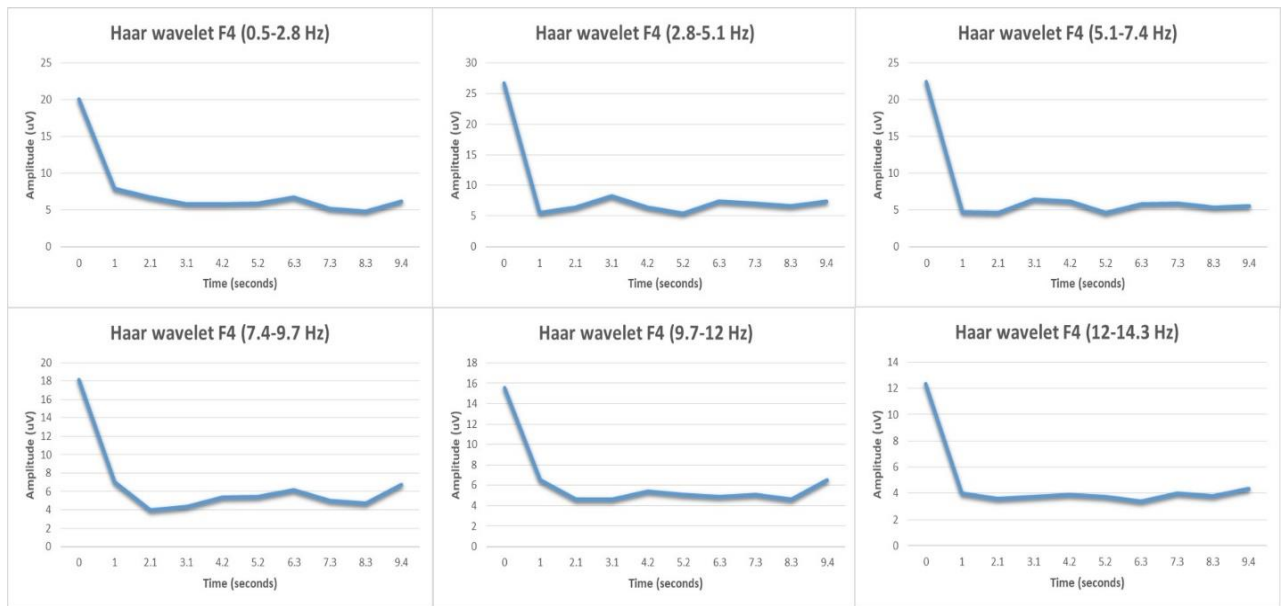 Haar wavelet F4 (0.5-2.8 Hz)
25
20
15
10
5
0
Amplitude (uV)
0 1 2.1 3.1 4.2 5.2 6.3 7.3 8.3 9.4
Time (seconds)
Haar wavelet F4 (2.8-5.1 Hz)
30
25
20
15
10
5
0
Amplitude (uV)
0 1 2.1 3.1 4.2 5.2 6.3 7.3 8.3 9.4
Time (seconds)
Haar wavelet F4 (5.1-7.4 Hz)
25
20
15
10
5
0
Amplitude (uV)
0 1 2.1 3.1 4.2 5.2 6.3 7.3 8.3 9.4
Time (seconds)
Haar wavelet F4 (7.4-9.7 Hz)
20
18
16
14
12
10
8
6
4
2
0
Amplitude (uV)
0 1 2.1 3.1 4.2 5.2 6.3 7.3 8.3 9.4
Time (seconds)
Haar wavelet F4 (9.7-12 Hz)
18
16
14
12
10
8
6
4
2
0
Amplitude (uV)
0 1 2.1 3.1 4.2 5.2 6.3 7.3 8.3 9.4
Time (seconds)
Haar wavelet F4 (12-14.3 Hz)
14
12
10
8
6
4
2
0
Amplitude (uV)
0 1 2.1 3.1 4.2 5.2 6.3 7.3 8.3 9.4
Time (seconds)